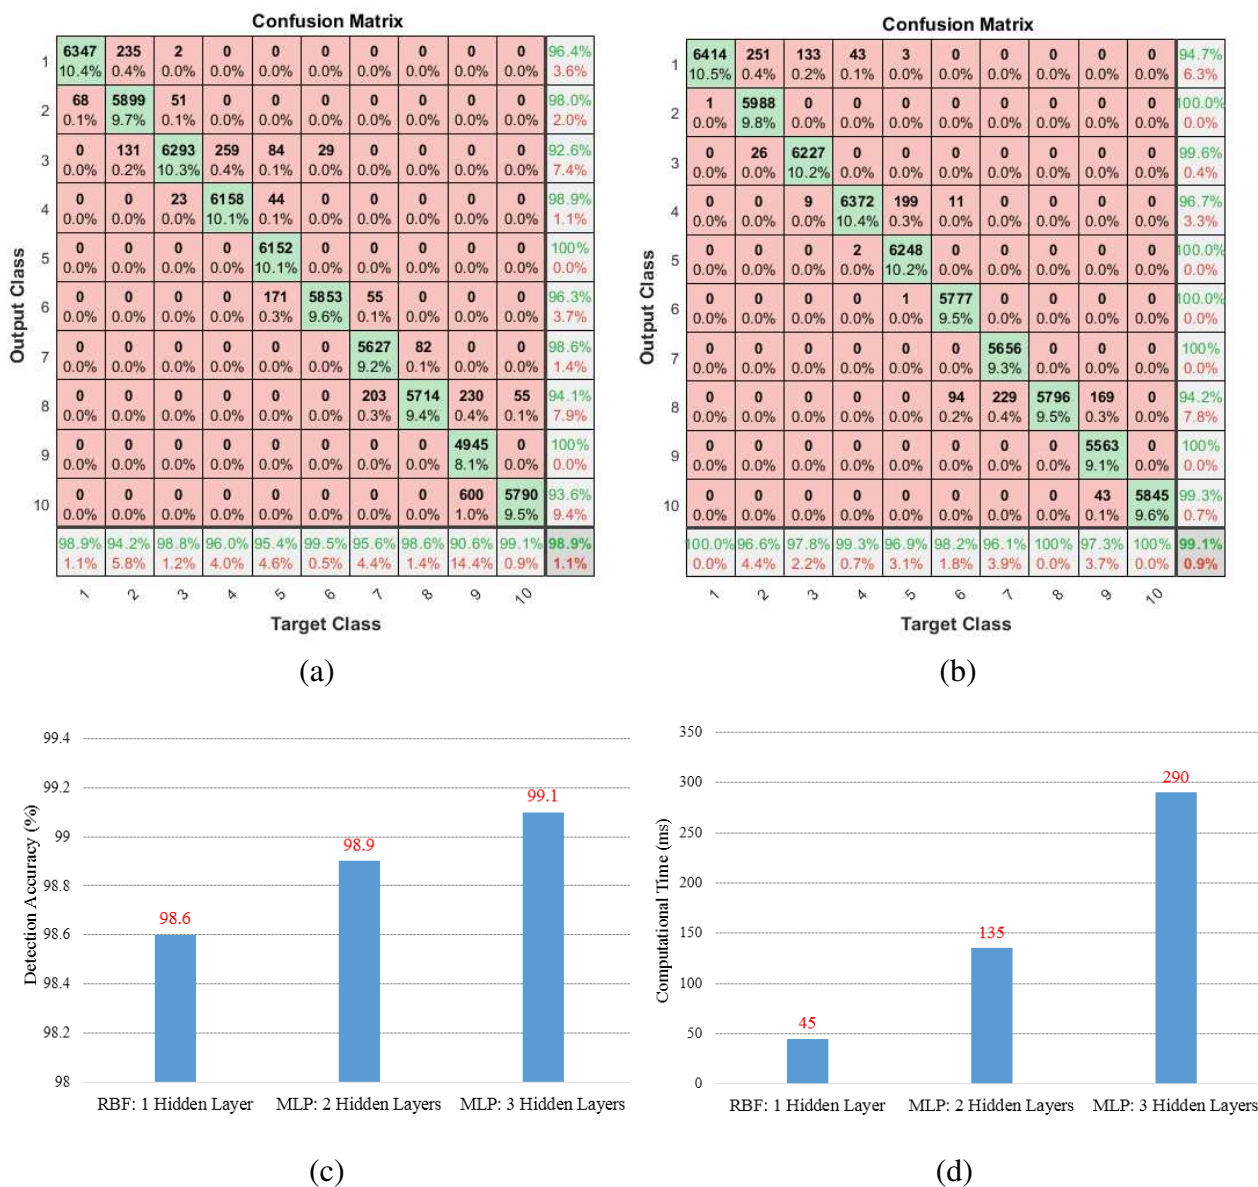 Confusion Matrix
Output Class
1 6347 235 2 0 0 0 0 0 0 0 96.4%
10.4% 0.4% 0.0% 0.0% 0.0% 0.0% 0.0% 0.0% 0.0% 0.0% 3.6%
2 68 5899 51 0 0 0 0 0 0 0 98.0%
0.1% 9.7% 0.1% 0.0% 0.0% 0.0% 0.0% 0.0% 0.0% 0.0% 2.0%
3 0 131 6293 259 84 29 0 0 0 0 92.6%
0.0% 0.2% 10.3% 0.4% 0.1% 0.0% 0.0% 0.0% 0.0% 0.0% 7.4%
4 0 0 23 6158 44 0 0 0 0 0 98.9%
0.0% 0.0% 0.0% 10.1% 0.1% 0.0% 0.0% 0.0% 0.0% 0.0% 1.1%
5 0 0 0 0 6152 0 0 0 0 0 100%
0.0% 0.0% 0.0% 0.0% 10.1% 0.0% 0.0% 0.0% 0.0% 0.0% 0.0%
6 0 0 0 0 171 5853 55 0 0 0 96.3%
0.0% 0.0% 0.0% 0.0% 0.3% 9.6% 0.1% 0.0% 0.0% 0.0% 3.7%
7 0 0 0 0 0 0 5627 82 0 0 98.6%
0.0% 0.0% 0.0% 0.0% 0.0% 0.0% 9.2% 0.1% 0.0% 0.0% 1.4%
8 0 0 0 0 0 0 203 5714 230 55 94.1%
0.0% 0.0% 0.0% 0.0% 0.0% 0.0% 0.3% 9.4% 0.4% 0.1% 7.9%
9 0 0 0 0 0 0 0 0 4945 0 100%
0.0% 0.0% 0.0% 0.0% 0.0% 0.0% 0.0% 0.0% 8.1% 0.0% 0.0%
10 0 0 0 0 0 0 0 0 600 5790 93.6%
0.0% 0.0% 0.0% 0.0% 0.0% 0.0% 0.0% 0.0% 1.0% 9.5% 9.4%
98.9% 94.2% 98.8% 96.0% 95.4% 99.5% 95.6% 98.6% 90.6% 99.1% 98.9%
1.1% 5.8% 1.2% 4.0% 4.6% 0.5% 4.4% 1.4% 14.4% 0.9% 1.1%
1 2 3 4 5 6 7 8 9 10
Target Class
(a)
Confusion Matrix
Output Class
1 6414 251 133 43 3 0 0 0 0 0 94.7%
10.5% 0.4% 0.2% 0.1% 0.0% 0.0% 0.0% 0.0% 0.0% 0.0% 6.3%
2 1 5988 0 0 0 0 0 0 0 0 100.0%
0.0% 9.8% 0.0% 0.0% 0.0% 0.0% 0.0% 0.0% 0.0% 0.0% 0.0%
3 0 26 6227 0 0 0 0 0 0 0 99.6%
0.0% 0.0% 10.2% 0.0% 0.0% 0.0% 0.0% 0.0% 0.0% 0.0% 0.4%
4 0 0 9 6372 199 11 0 0 0 0 96.7%
0.0% 0.0% 0.0% 10.4% 0.3% 0.0% 0.0% 0.0% 0.0% 0.0% 3.3%
5 0 0 0 2 6248 0 0 0 0 0 100.0%
0.0% 0.0% 0.0% 0.0% 10.2% 0.0% 0.0% 0.0% 0.0% 0.0% 0.0%
6 0 0 0 0 1 5777 0 0 0 0 100.0%
0.0% 0.0% 0.0% 0.0% 0.0% 9.5% 0.0% 0.0% 0.0% 0.0% 0.0%
7 0 0 0 0 0 0 5656 0 0 0 100%
0.0% 0.0% 0.0% 0.0% 0.0% 0.0% 9.3% 0.0% 0.0% 0.0% 0.0%
8 0 0 0 0 0 94 229 5796 169 0 94.2%
0.0% 0.0% 0.0% 0.0% 0.0% 0.2% 0.4% 9.5% 0.3% 0.0% 7.8%
9 0 0 0 0 0 0 0 0 5563 0 100%
0.0% 0.0% 0.0% 0.0% 0.0% 0.0% 0.0% 0.0% 9.1% 0.0% 0.0%
10 0 0 0 0 0 0 0 0 43 5845 99.3%
0.0% 0.0% 0.0% 0.0% 0.0% 0.0% 0.0% 0.0% 0.1% 9.6% 0.7%
100.0% 96.6% 97.8% 99.3% 96.9% 98.2% 96.1% 100% 97.3% 100% 99.1%
0.0% 4.4% 2.2% 0.7% 3.1% 1.8% 3.9% 0.0% 3.7% 0.0% 0.9%
1 2 3 4 5 6 7 8 9 10
Target Class
(b)
Detection Accuracy (%)
99.4
99.2
99
98.8
98.6
98.4
98.2
98
98.6
98.9
99.1
RBF: 1 Hidden Layer MLP: 2 Hidden Layers MLP: 3 Hidden Layers
(c)
Computational Time (ms)
350
300
250
200
150
100
50
0
45
135
290
RBF: 1 Hidden Layer MLP: 2 Hidden Layers MLP: 3 Hidden Layers
(d)